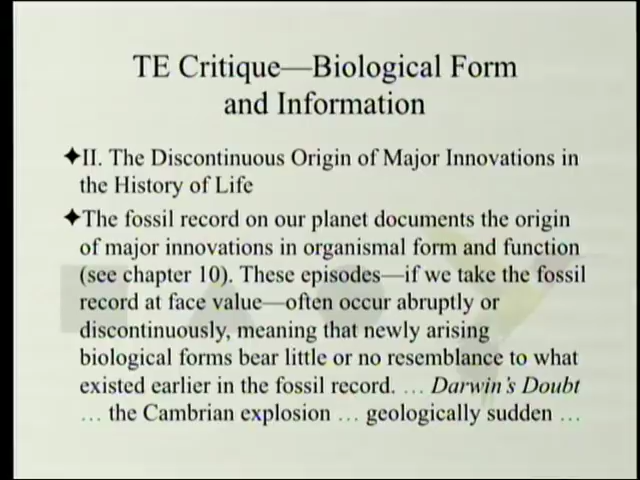 TE Critique—Biological Form
and Information
✦II. The Discontinuous Origin of Major Innovations in
the History of Life
✦The fossil record on our planet documents the origin
of major innovations in organismal form and function
(see chapter 10). These episodes—if we take the fossil
record at face value—often occur abruptly or
discontinuously, meaning that newly arising
biological forms bear little or no resemblance to what
existed earlier in the fossil record. … Darwin's Doubt
… the Cambrian explosion … geologically sudden …